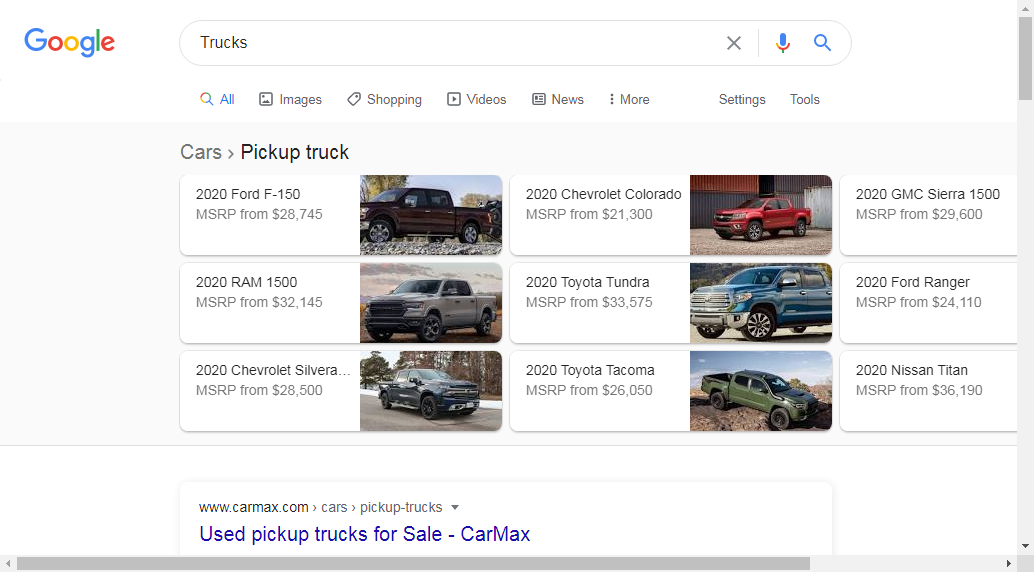 Google
Trucks
All Images Shopping Videos News More Settings Tools
Cars › Pickup truck
2020 Ford F-150
MSRP from $28,745
2020 Chevrolet Colorado
MSRP from $21,300
2020 GMC Sierra 1500
MSRP from $29,600
2020 RAM 1500
MSRP from $32,145
2020 Toyota Tundra
MSRP from $33,575
2020 Ford Ranger
MSRP from $24,110
2020 Chevrolet Silvera...
MSRP from $28,500
2020 Toyota Tacoma
MSRP from $26,050
2020 Nissan Titan
MSRP from $36,190
www.carmax.com › cars › pickup-trucks
Used pickup trucks for Sale - CarMax